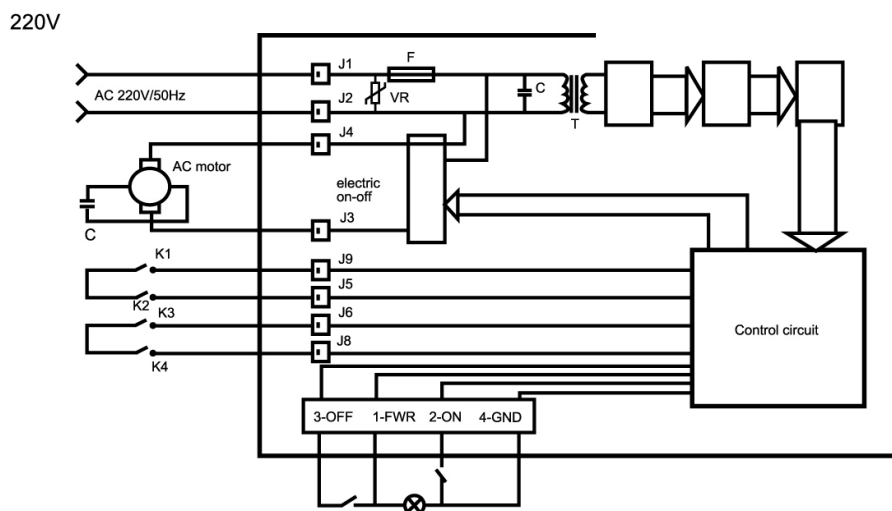 220V
J1
F
AC 220V/50Hz
VR
C
J2
T
J4
AC motor
electric
on-off
C
J3
K1
J9
K2
J5
K3
J6
Control circuit
K4
J8
3-OFF 1-FWR 2-ON 4-GND